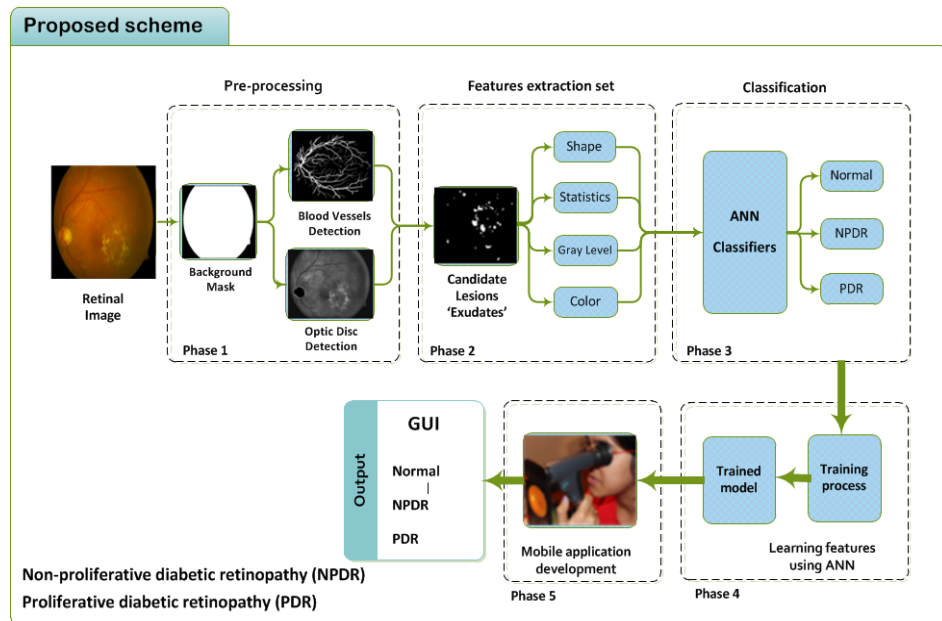 Proposed scheme
Pre-processing
Features extraction set
Classification
Retinal
Image
Background
Mask
Blood Vessels
Detection
Optic Disc
Detection
Phase 1
Candidate
Lesions
'Exudates'
Shape
Statistics
Gray Level
Color
Phase 2
ANN
Classifiers
Normal
NPDR
PDR
Phase 3
Output
GUI
Normal
NPDR
PDR
Mobile application
development
Phase 5
Trained
model
Training
process
Learning features
using ANN
Phase 4
Non-proliferative diabetic retinopathy (NPDR)
Proliferative diabetic retinopathy (PDR)